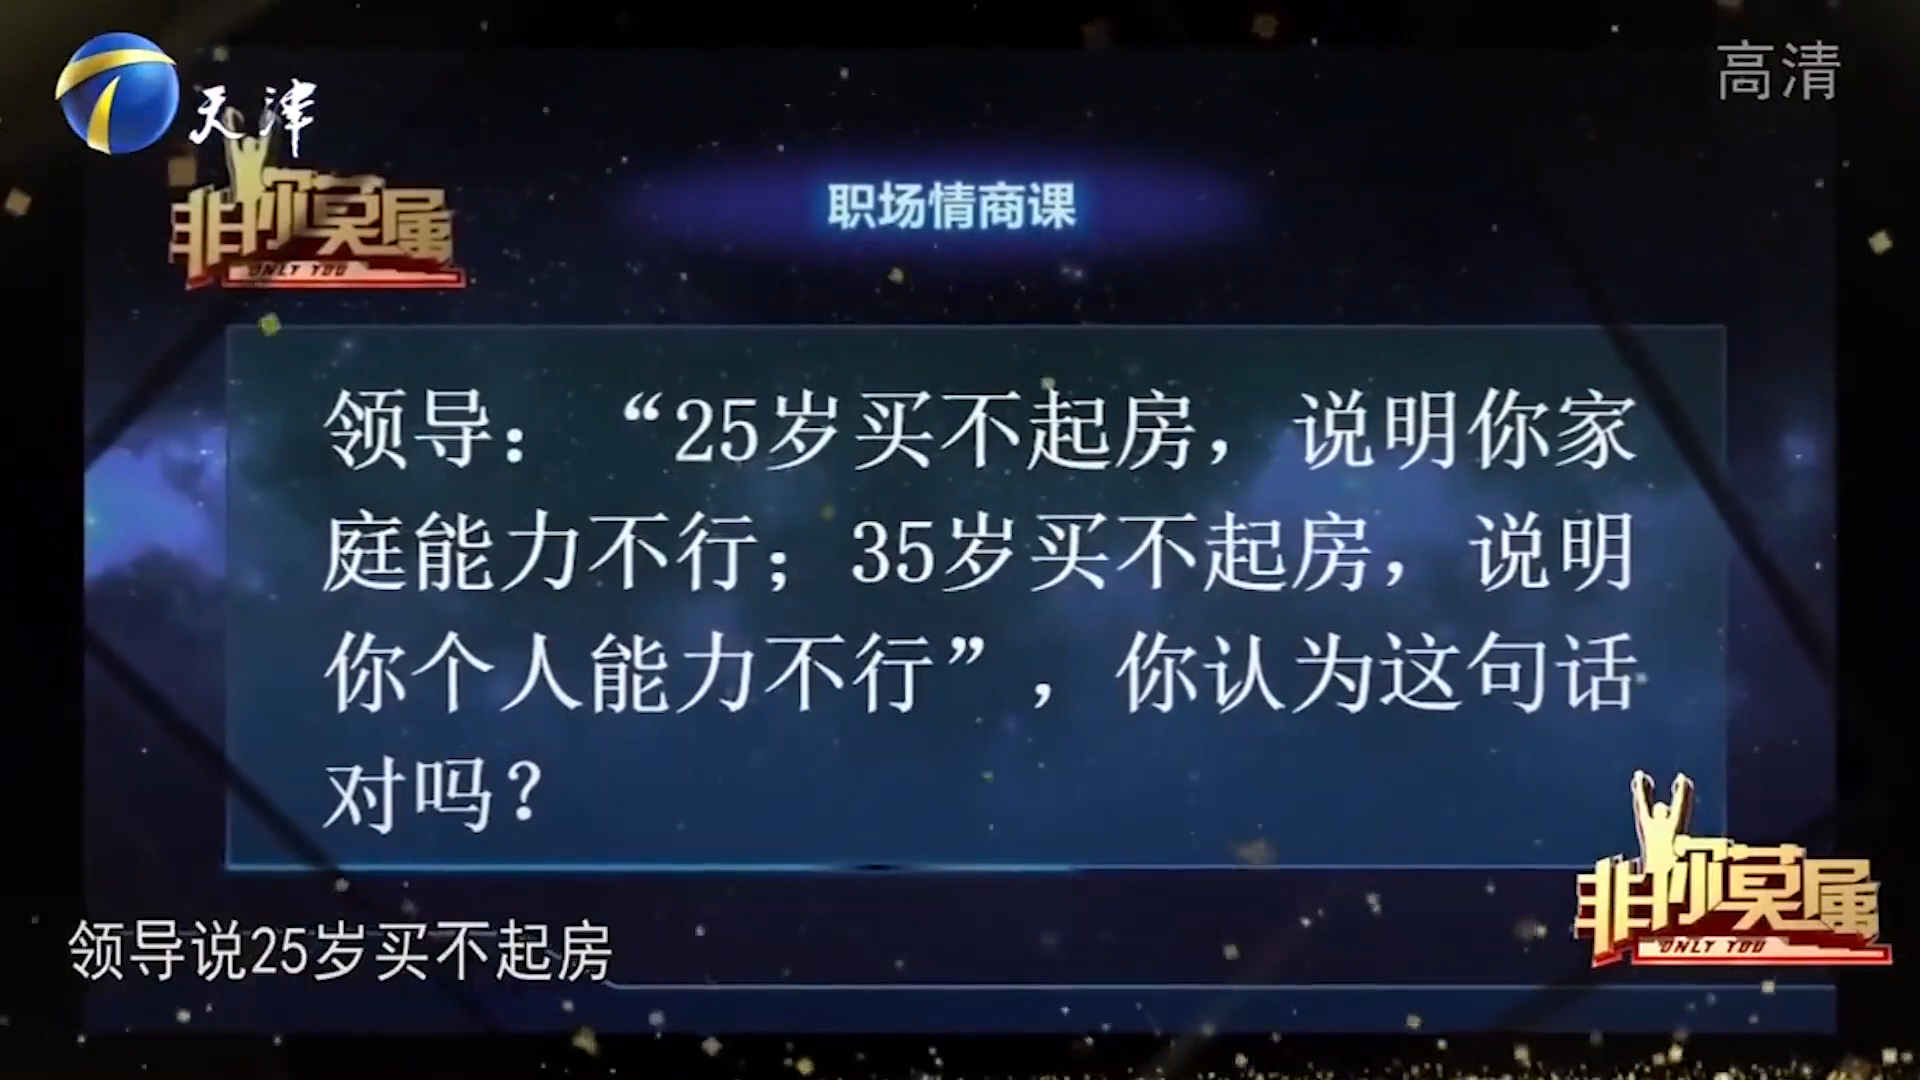 天津
高清
非你莫属
ONLY YOU
职场情商课
领导：“25岁买不起房，说明你家
庭能力不行；35岁买不起房，说明
你个人能力不行”，你认为这句话
对吗？
非你莫属
ONLY YOU
领导说25岁买不起房